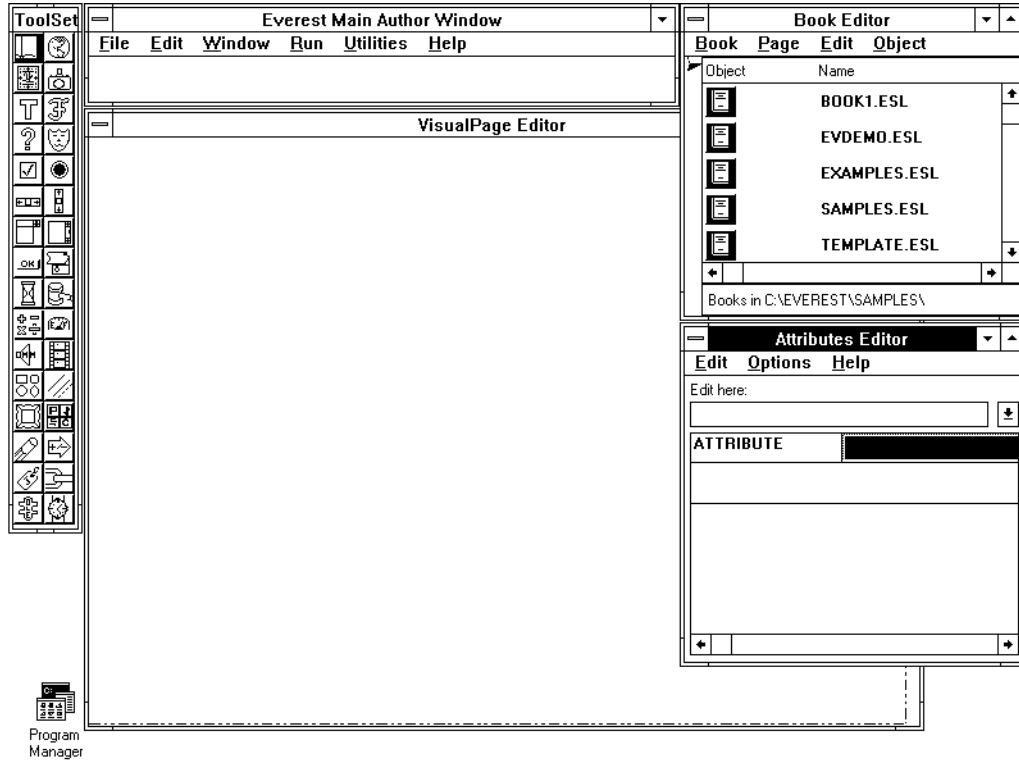 ToolSet
Everest Main Author Window
File Edit Window Run Utilities Help
VisualPage Editor
Book Editor
Book Page Edit Object
Object Name
BOOK1.ESL
EVDEMO.ESL
EXAMPLES.ESL
SAMPLES.ESL
TEMPLATE.ESL
Books in C:\EVEREST\SAMPLES\
Attributes Editor
Edit Options Help
Edit here:
ATTRIBUTE
OK
Program
Manager